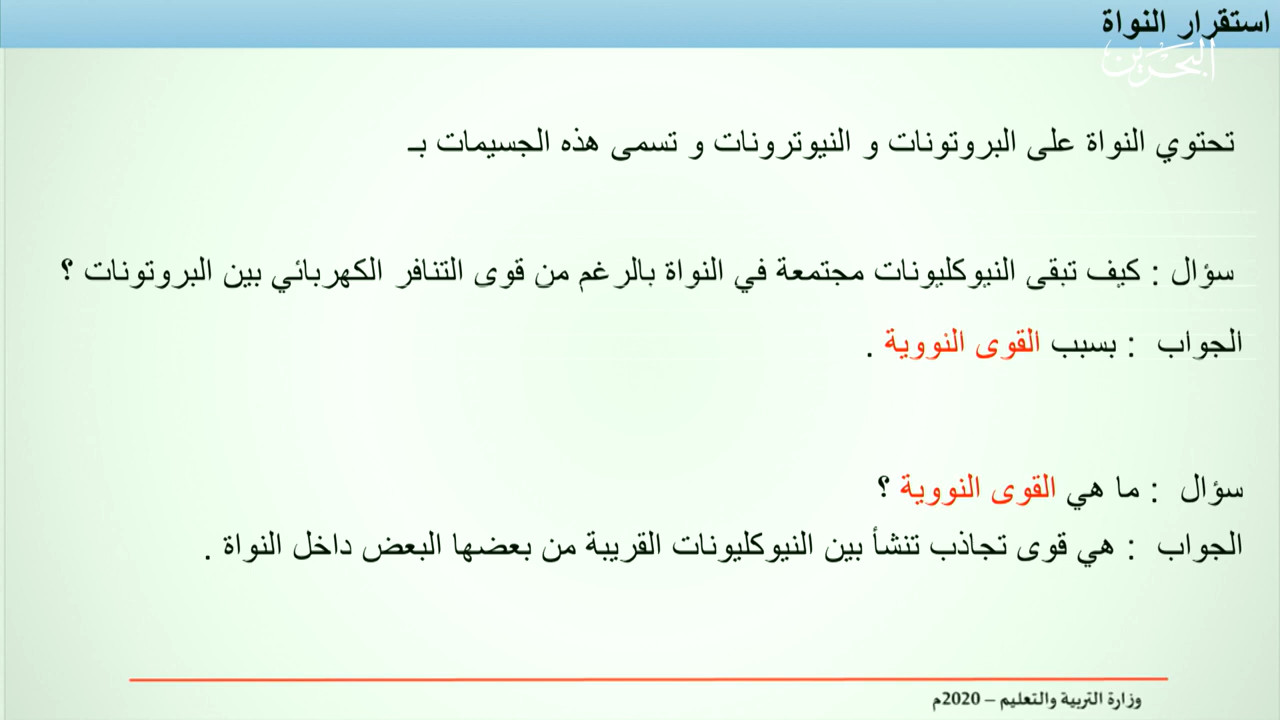 استقرار النواة
البحرين
تحتوي النواة على البروتونات و النيوترونات و تسمى هذه الجسيمات بـ
سؤال : كيف تبقى النيوكليونات مجتمعة في النواة بالرغم من قوى التنافر الكهربائي بين البروتونات ؟
الجواب : بسبب القوى النووية .
سؤال : ما هي القوى النووية ؟
الجواب : هي قوى تجاذب تنشأ بين النيوكليونات القريبة من بعضها البعض داخل النواة .
وزارة التربية والتعليم – 2020م